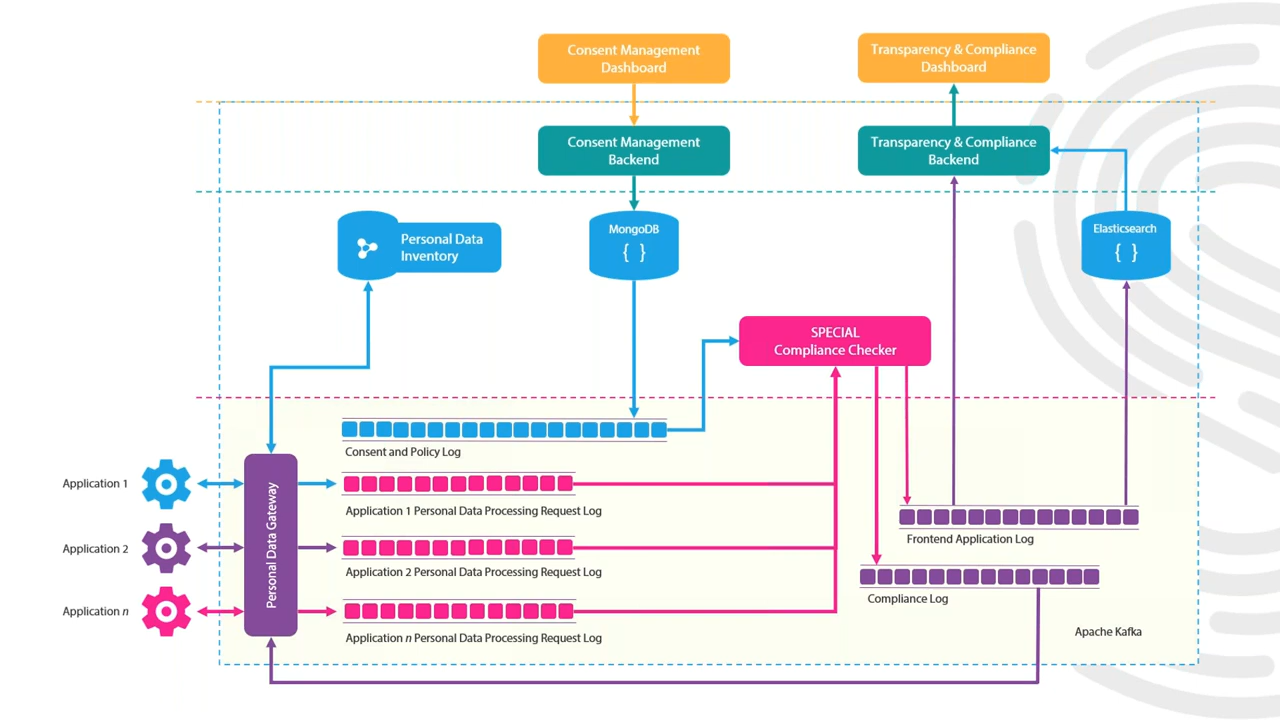 Consent Management
Dashboard
Transparency & Compliance
Dashboard
Consent Management
Backend
Transparency & Compliance
Backend
Personal Data
Inventory
MongoDB
{ }
Elasticsearch
{ }
SPECIAL
Compliance Checker
Consent and Policy Log
Application 1
Application 2
Application n
Personal Data Gateway
Application 1 Personal Data Processing Request Log
Application 2 Personal Data Processing Request Log
Application n Personal Data Processing Request Log
Frontend Application Log
Compliance Log
Apache Kafka